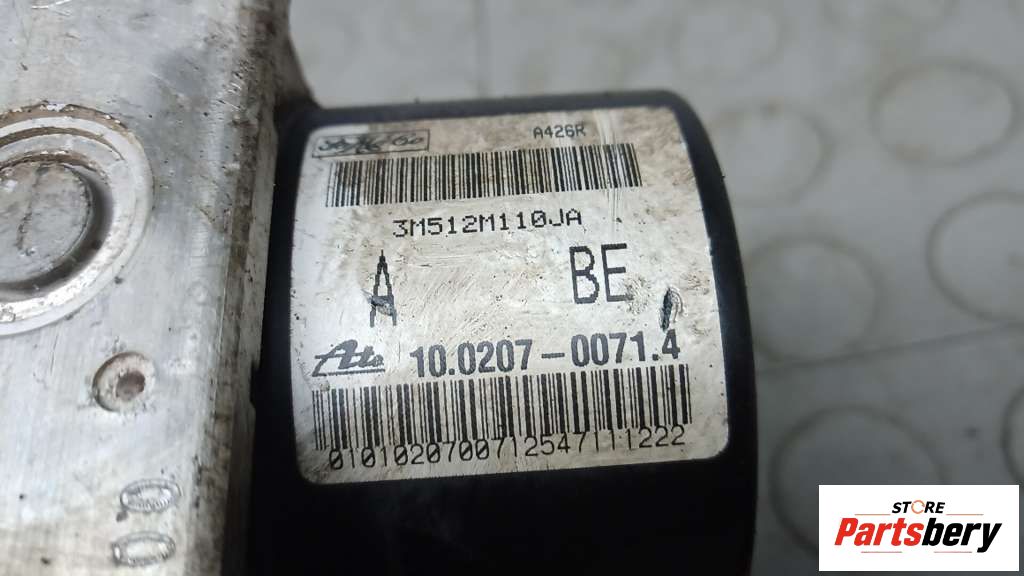 A426R
3M512M110JA
A BE
Ate 10.0207-0071.4
0101020700712547111222
STORE
Partsbery